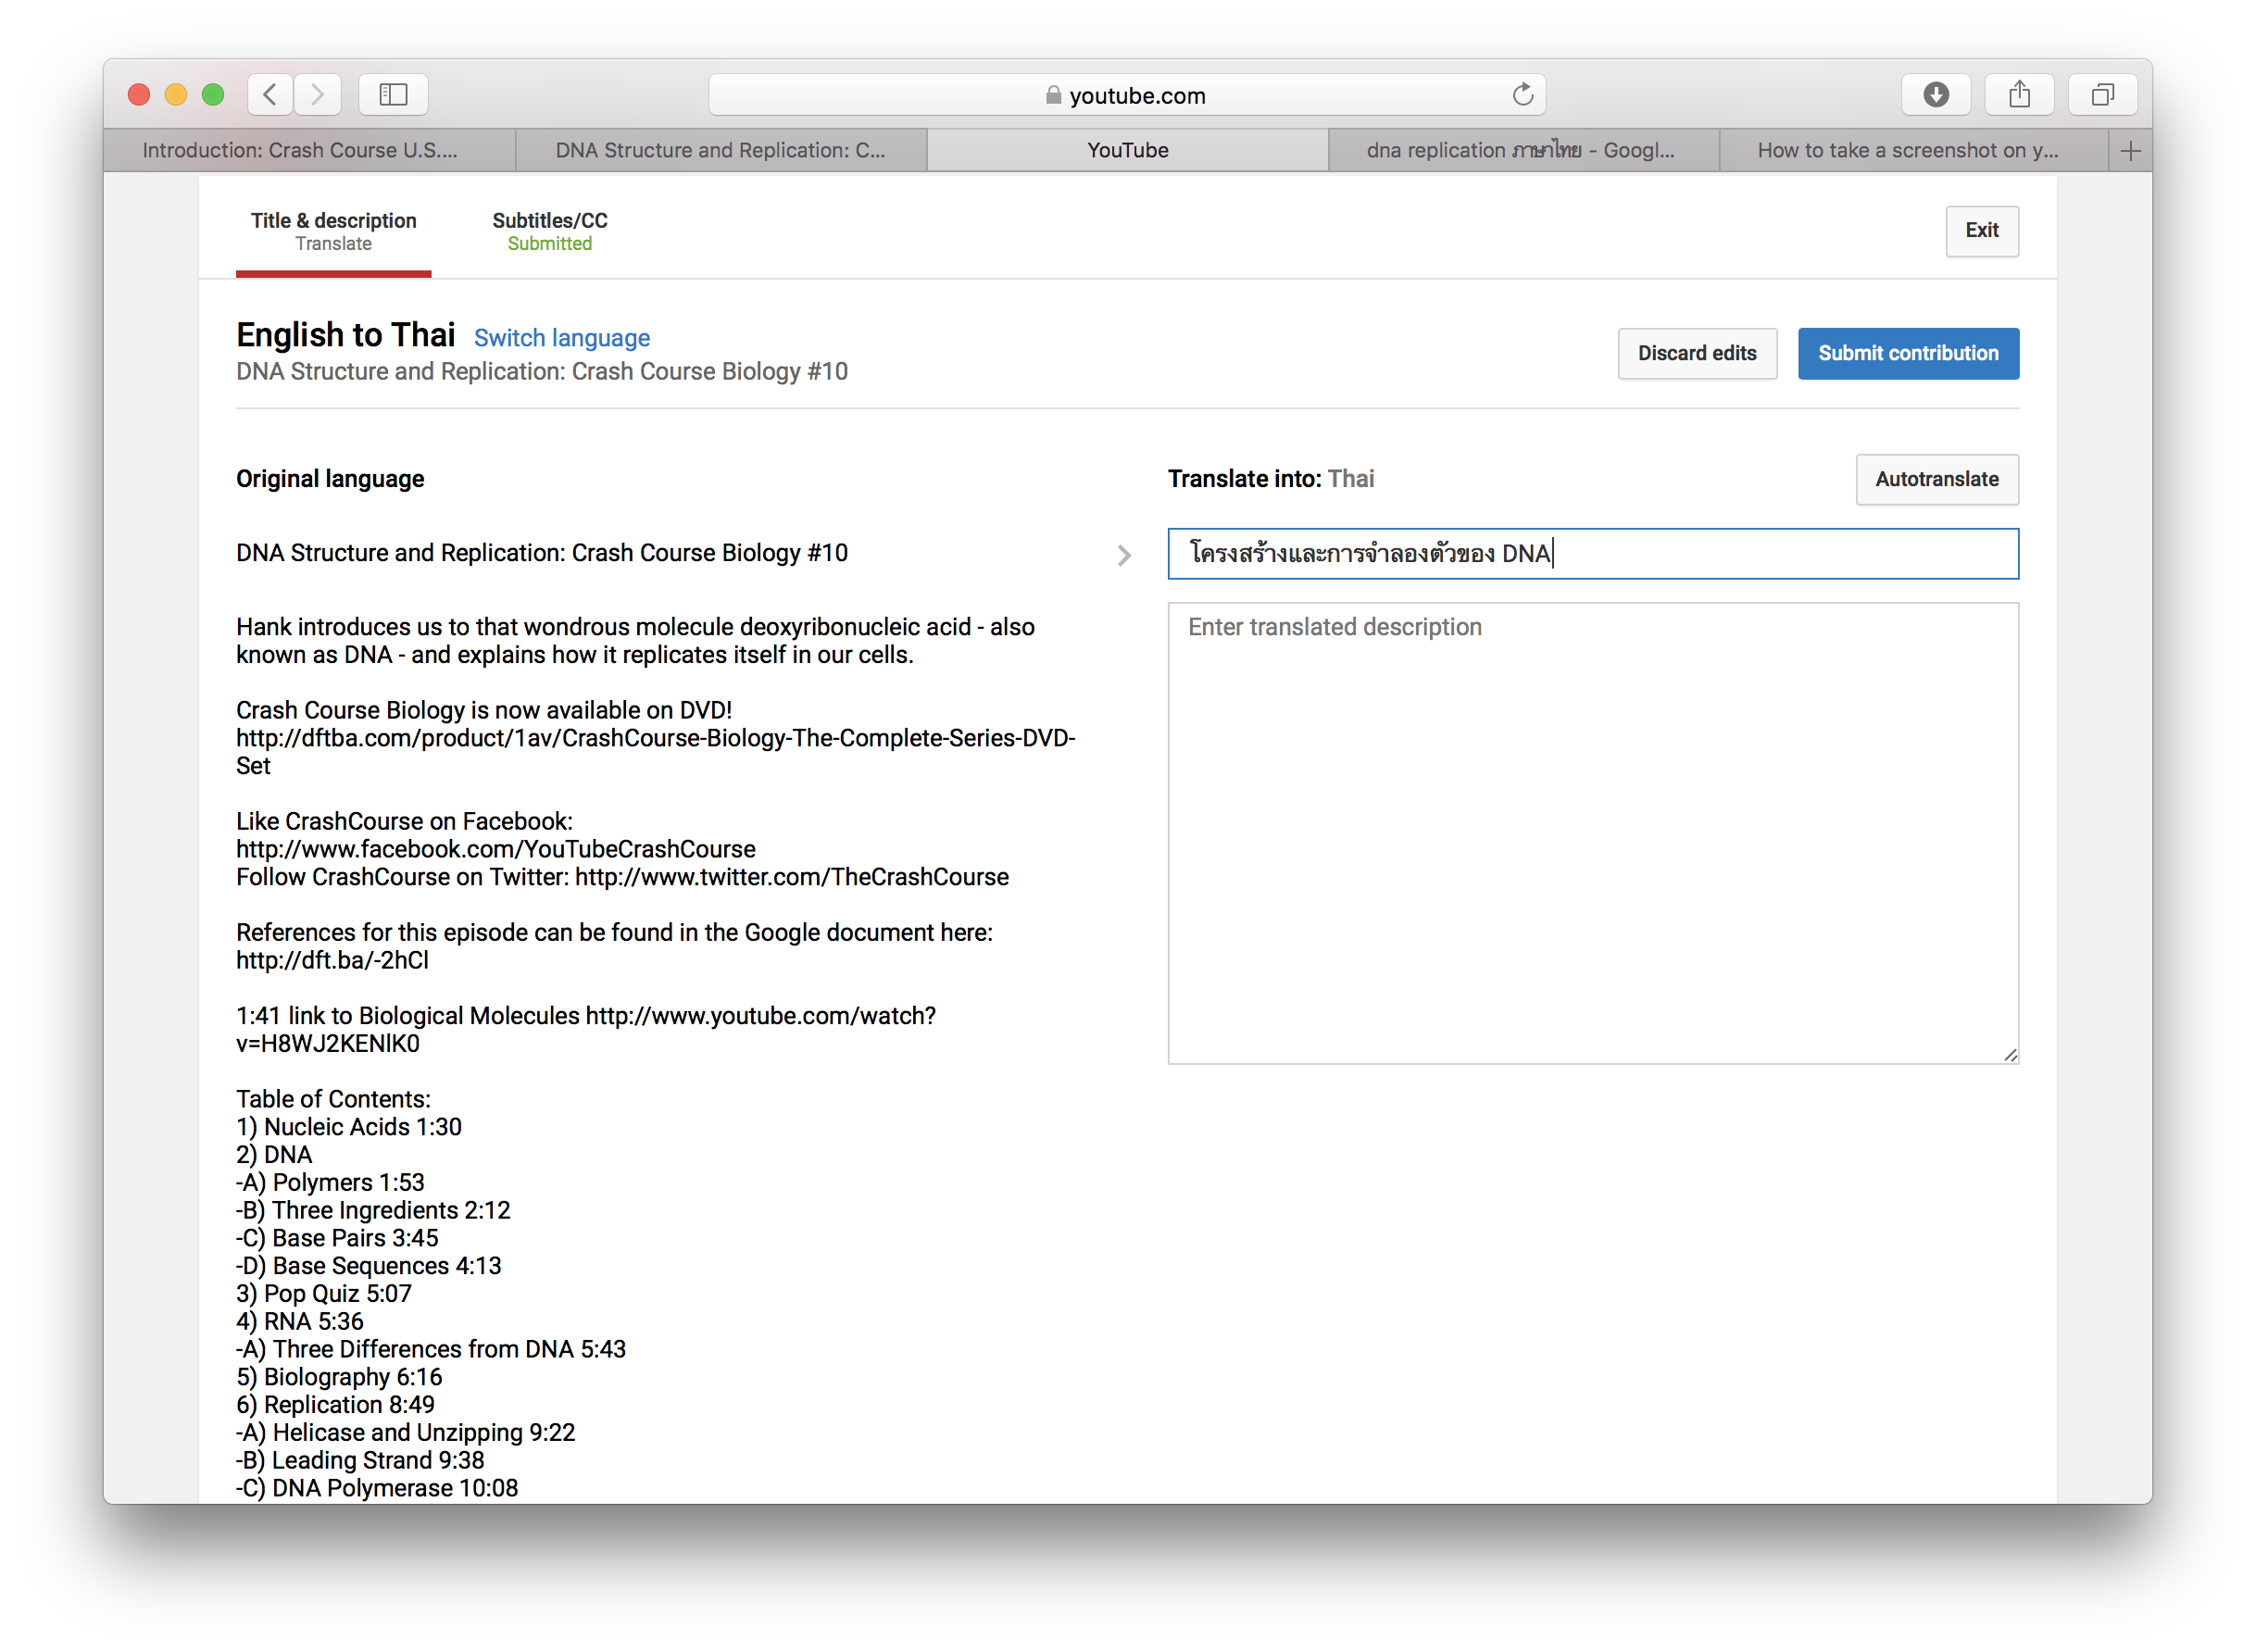 youtube.com
Introduction: Crash Course U.S....
DNA Structure and Replication: C...
YouTube
dna replication ภาษาไทย - Googl...
How to take a screenshot on y...
Title & description
Translate
Subtitles/CC
Submitted
Exit
English to Thai Switch language
DNA Structure and Replication: Crash Course Biology #10
Discard edits
Submit contribution
Original language
Translate into: Thai
Autotranslate
DNA Structure and Replication: Crash Course Biology #10
โครงสร้างและการจำลองตัวของ DNA
Enter translated description
Hank introduces us to that wondrous molecule deoxyribonucleic acid - also
known as DNA - and explains how it replicates itself in our cells.
Crash Course Biology is now available on DVD!
http://dftba.com/product/1av/CrashCourse-Biology-The-Complete-Series-DVD-
Set
Like CrashCourse on Facebook:
http://www.facebook.com/YouTubeCrashCourse
Follow CrashCourse on Twitter: http://www.twitter.com/TheCrashCourse
References for this episode can be found in the Google document here:
http://dft.ba/-2hCl
1:41 link to Biological Molecules http://www.youtube.com/watch?
v=H8WJ2KENlK0
Table of Contents:
1) Nucleic Acids 1:30
2) DNA
-A) Polymers 1:53
-B) Three Ingredients 2:12
-C) Base Pairs 3:45
-D) Base Sequences 4:13
3) Pop Quiz 5:07
4) RNA 5:36
-A) Three Differences from DNA 5:43
5) Biolography 6:16
6) Replication 8:49
-A) Helicase and Unzipping 9:22
-B) Leading Strand 9:38
-C) DNA Polymerase 10:08